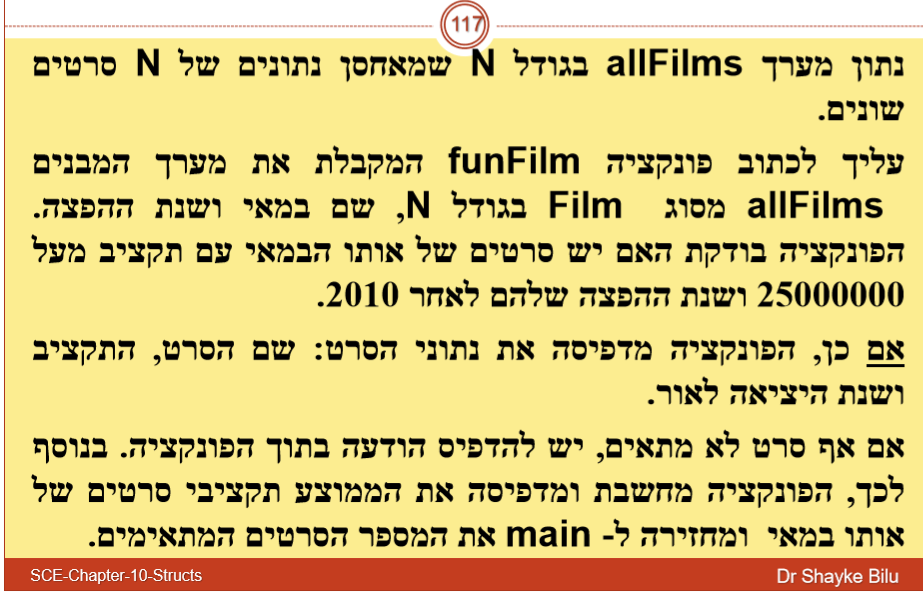 117
נתון מערך allFilms בגודל N שמאחסן נתונים של N סרטים
שונים.
עליך לכתוב פונקציה funFilm המקבלת את מערך המבנים
allFilms מסוג Film בגודל N, שם במאי ושנת ההפצה.
הפונקציה בודקת האם יש סרטים של אותו הבמאי עם תקציב מעל
25000000 ושנת ההפצה שלהם לאחר 2010.
אם כן, הפונקציה מדפיסה את נתוני הסרט: שם הסרט, התקציב
ושנת היציאה לאור.
אם אף סרט לא מתאים, יש להדפיס הודעה בתוך הפונקציה. בנוסף
לכך, הפונקציה מחשבת ומדפיסה את הממוצע תקציבי סרטים של
אותו במאי ומחזירה ל- main את המספר הסרטים המתאימים.
SCE-Chapter-10-Structs
Dr Shayke Bilu